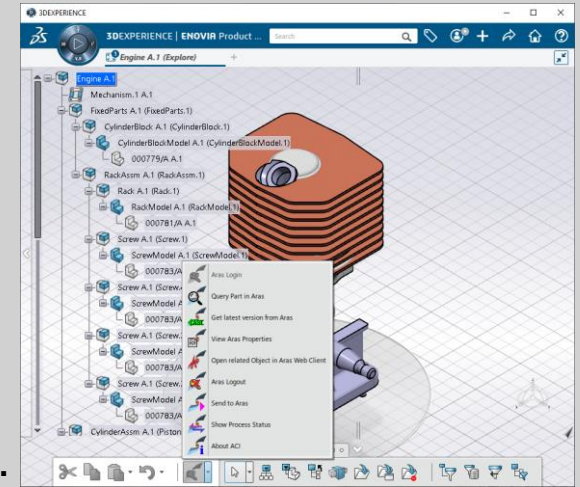 3DEXPERIENCE
3DEXPERIENCE | ENOVIA Product ...
Search
Engine A.1 (Explore)
Engine A.1
Mechanism.1 A.1
FixedParts A.1 (FixedParts.1)
CylinderBlock A.1 (CylinderBlock.1)
CylinderBlockModel A.1 (CylinderBlockModel.1)
000779/A A.1
RackAssm A.1 (RackAssm.1)
Rack A.1 (Rack.1)
RackModel A.1 (RackModel.1)
000781/A A.1
Screw A.1 (Screw.1)
ScrewModel A.1 (ScrewModel.1)
000783/A
Screw A.1 (Screw.
ScrewModel A
000783/A
Screw A.1 (Screw.
ScrewModel A
000783/A
Screw A.1 (Screw.
ScrewModel A
000783/A
CylinderAssm A.1 (Piston
Aras Login
Query Part in Aras
Get latest version from Aras
View Aras Properties
Open related Object in Aras Web Client
Aras Logout
Send to Aras
Show Process Status
About ACI